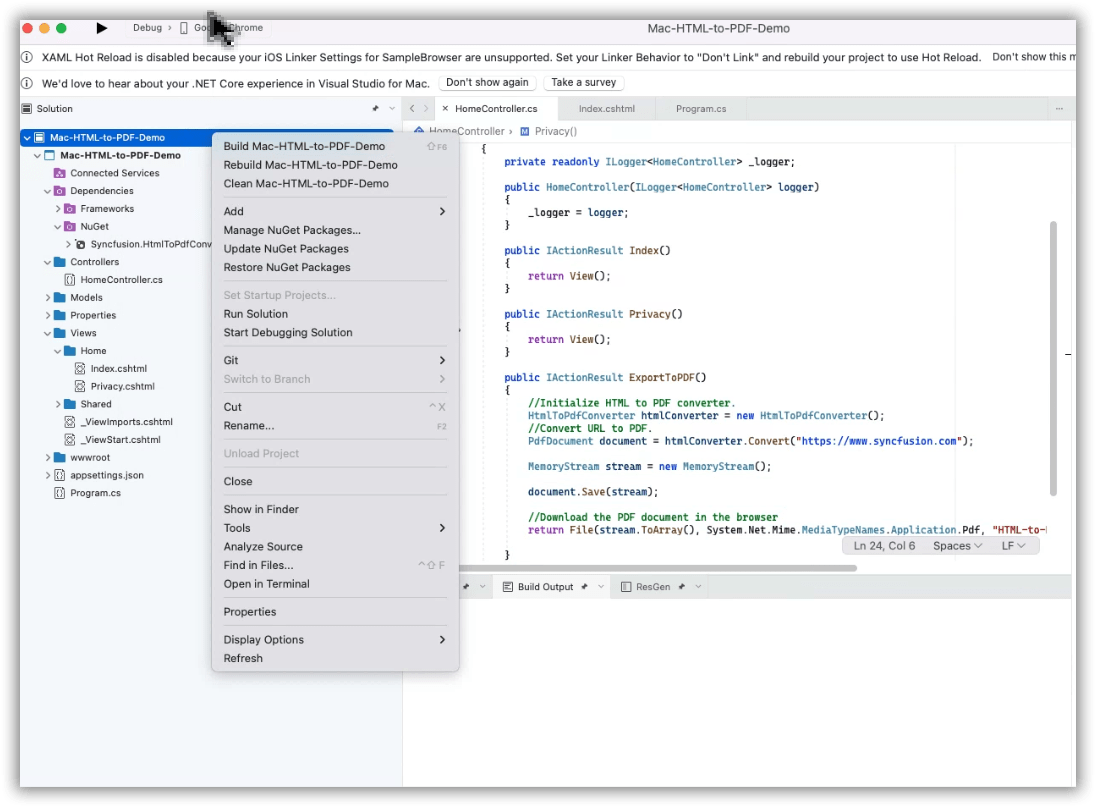 Debug › Chrome
Mac-HTML-to-PDF-Demo
XAML Hot Reload is disabled because your iOS Linker Settings for SampleBrowser are unsupported. Set your Linker Behavior to "Don't Link" and rebuild your project to use Hot Reload. Don't show this m
We'd love to hear about your .NET Core experience in Visual Studio for Mac. Don't show again Take a survey
Solution
HomeController.cs Index.cshtml Program.cs
HomeController › Privacy()
Mac-HTML-to-PDF-Demo
Mac-HTML-to-PDF-Demo
Connected Services
Dependencies
Frameworks
NuGet
Syncfusion.HtmlToPdfConv
Controllers
HomeController.cs
Models
Properties
Views
Home
Index.cshtml
Privacy.cshtml
Shared
_ViewImports.cshtml
_ViewStart.cshtml
wwwroot
appsettings.json
Program.cs
Build Mac-HTML-to-PDF-Demo ⇧F6
Rebuild Mac-HTML-to-PDF-Demo
Clean Mac-HTML-to-PDF-Demo
Add
Manage NuGet Packages...
Update NuGet Packages
Restore NuGet Packages
Set Startup Projects...
Run Solution
Start Debugging Solution
Git
Switch to Branch
Cut ^X
Rename... F2
Unload Project
Close
Show in Finder
Tools
Analyze Source
Find in Files... ^⇧F
Open in Terminal
Properties
Display Options
Refresh
{
private readonly ILogger<HomeController> _logger;
public HomeController(ILogger<HomeController> logger)
{
_logger = logger;
}
public IActionResult Index()
{
return View();
}
public IActionResult Privacy()
{
return View();
}
public IActionResult ExportToPDF()
{
//Initialize HTML to PDF converter.
HtmlToPdfConverter htmlConverter = new HtmlToPdfConverter();
//Convert URL to PDF.
PdfDocument document = htmlConverter.Convert("https://www.syncfusion.com");
MemoryStream stream = new MemoryStream();
document.Save(stream);
//Download the PDF document in the browser
return File(stream.ToArray(), System.Net.Mime.MediaTypeNames.Application.Pdf, "HTML-to-
}
Ln 24, Col 6 Spaces LF
Build Output ResGen